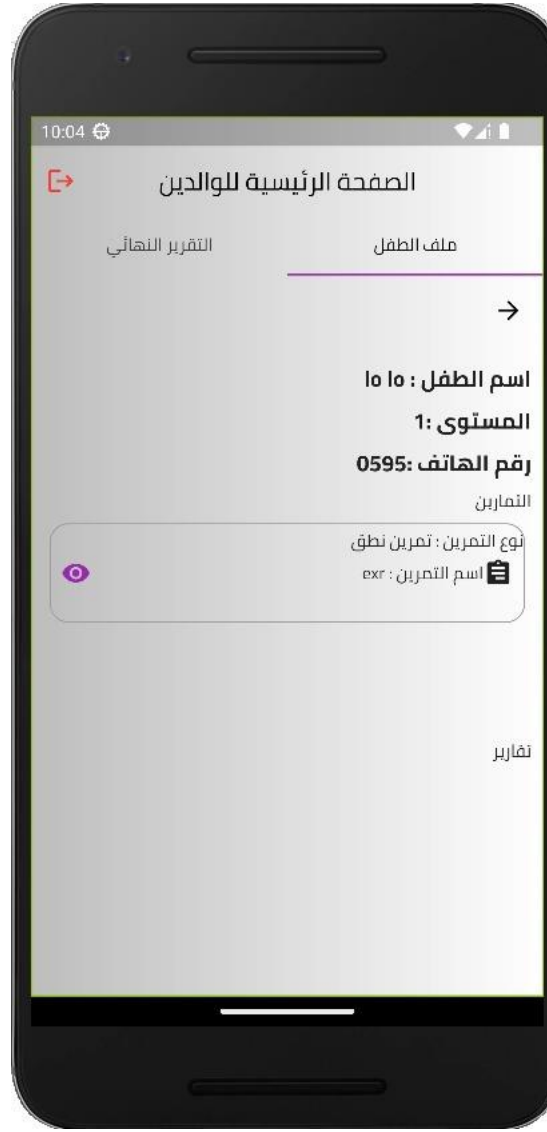 10:04
الصفحة الرئيسية للوالدين
ملف الطفل
التقرير النهائي
اسم الطفل : lo lo
المستوى :1
رقم الهاتف :0595
التمارين
نوع التمرين : تمرين نطق
اسم التمرين : exr
تقارير